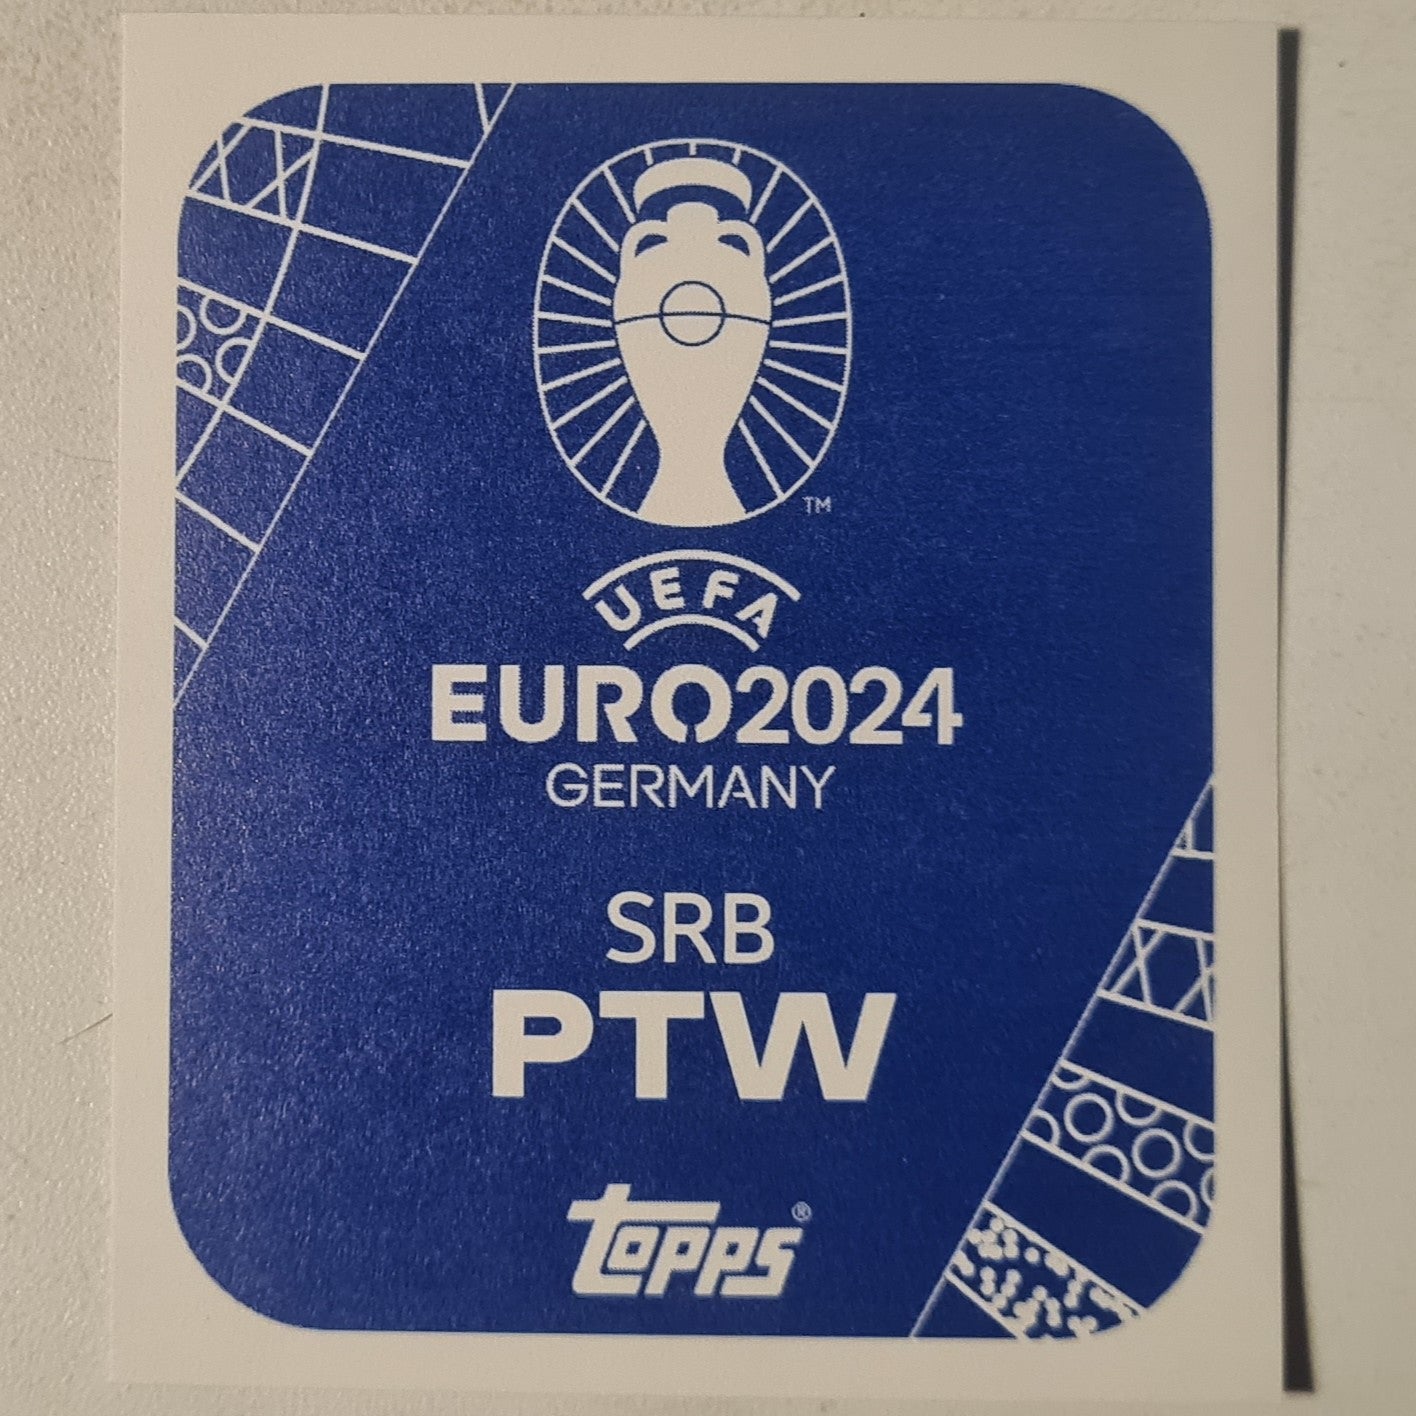 TM
UEFA
EURO2024
GERMANY
SRB
PTW
topps®